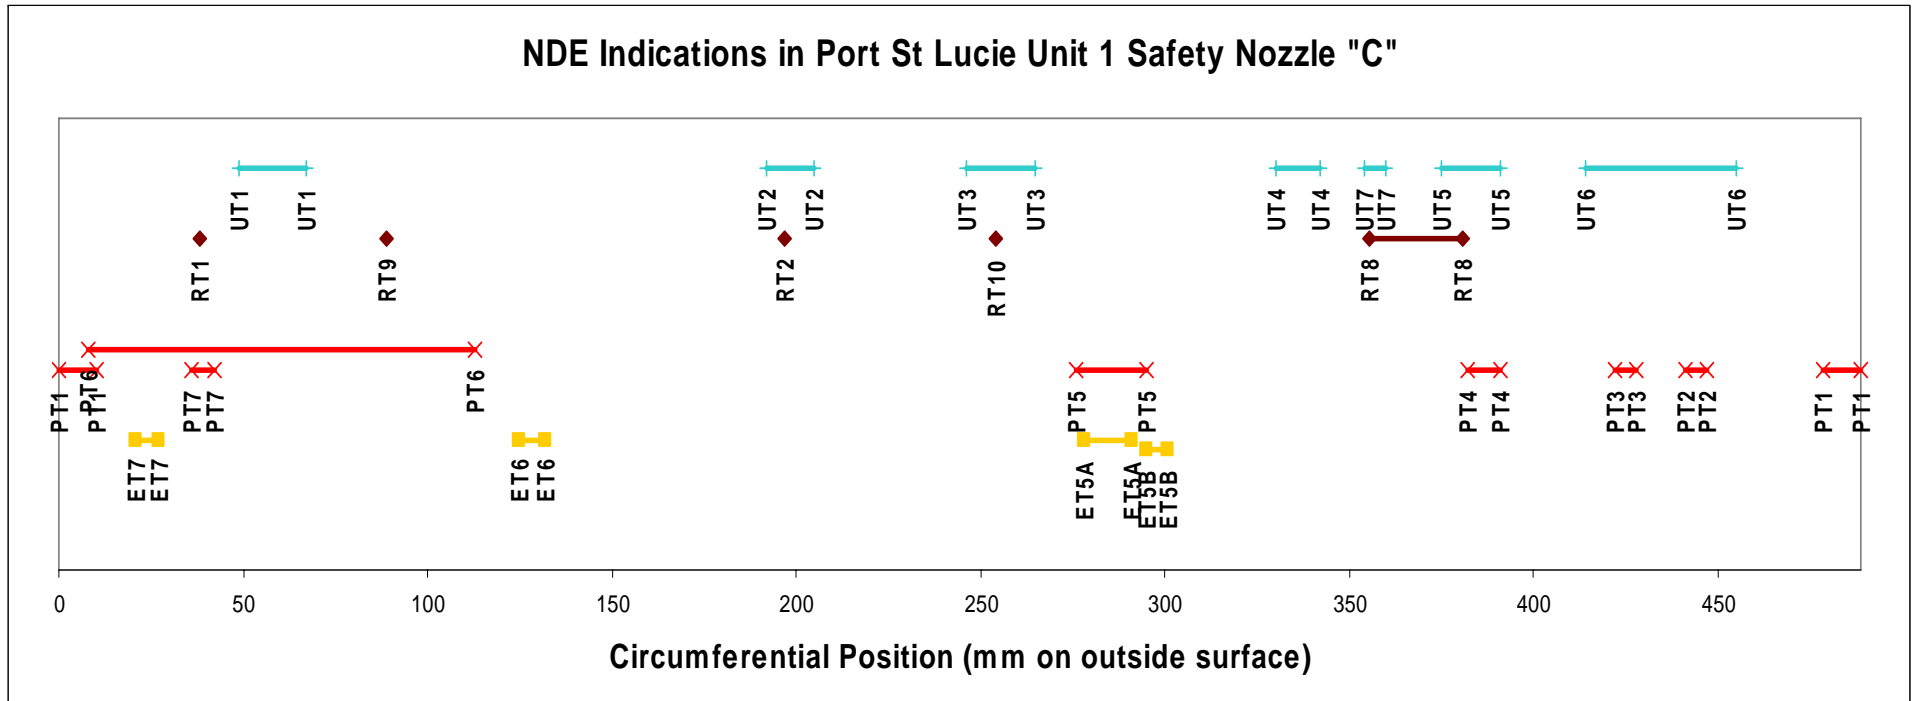 NDE Indications in Port St Lucie Unit 1 Safety Nozzle "C"
UT1 UT1 UT2 UT2 UT3 UT3 UT4 UT4 UT7 UT7 UT5 UT5 UT6 UT6
RT1 RT9 RT2 RT10 RT8 RT8
PT1 PT6 PT1 PT7 PT7 PT6 PT5 PT5 PT4 PT4 PT3 PT3 PT2 PT2 PT1 PT1
ET7 ET7 ET6 ET6 ET5A ET5A ET5B ET5B
0 50 100 150 200 250 300 350 400 450
Circumferential Position (mm on outside surface)